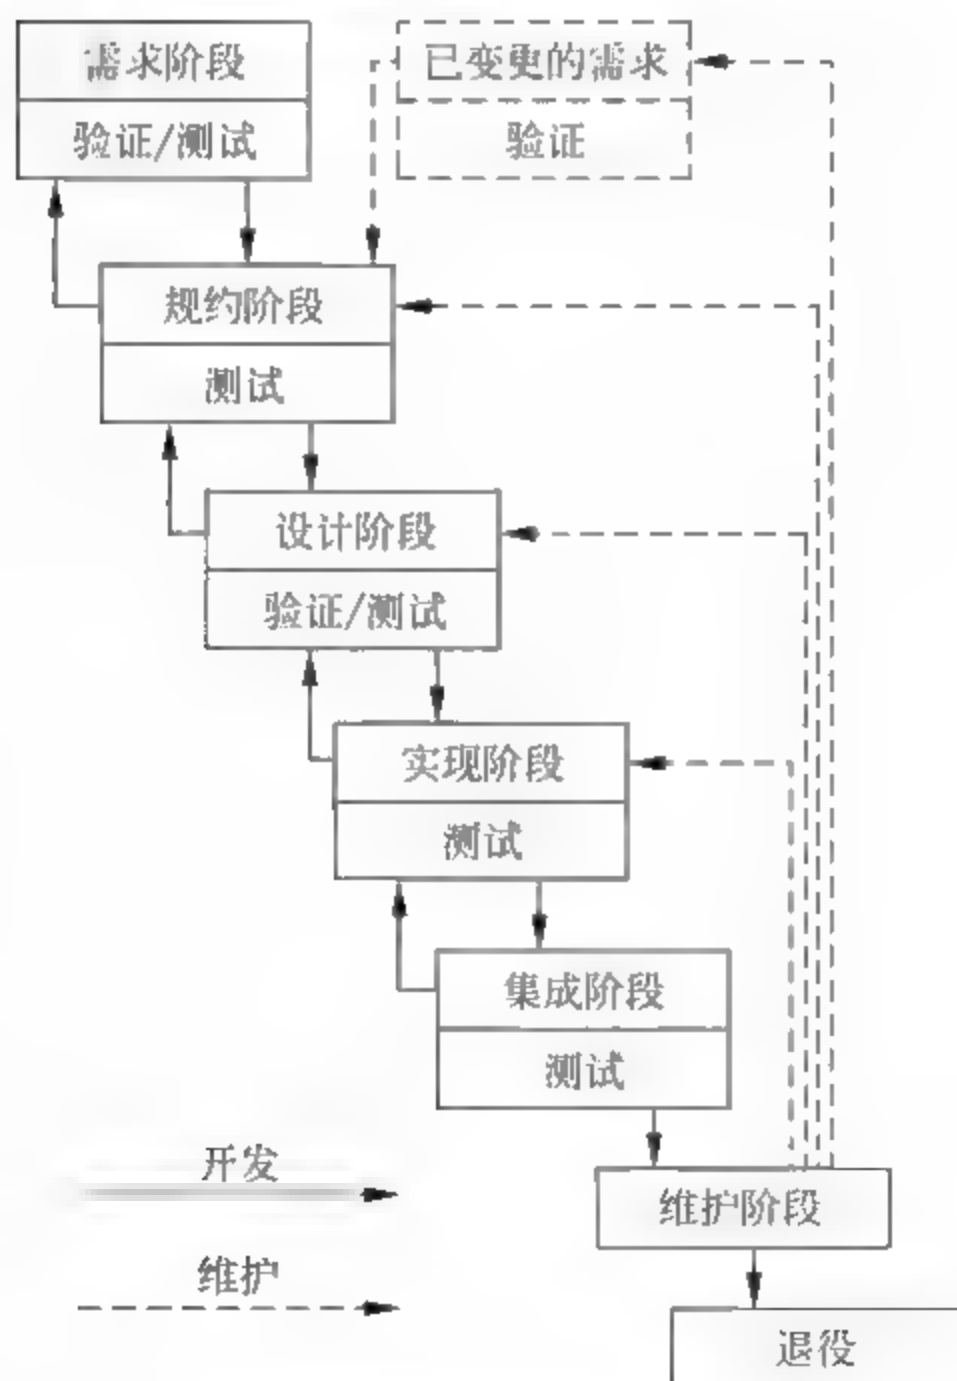 需求阶段
验证/测试
已变更的需求
验证
规约阶段
测试
设计阶段
验证/测试
实现阶段
测试
集成阶段
测试
开发
维护阶段
维护
退役